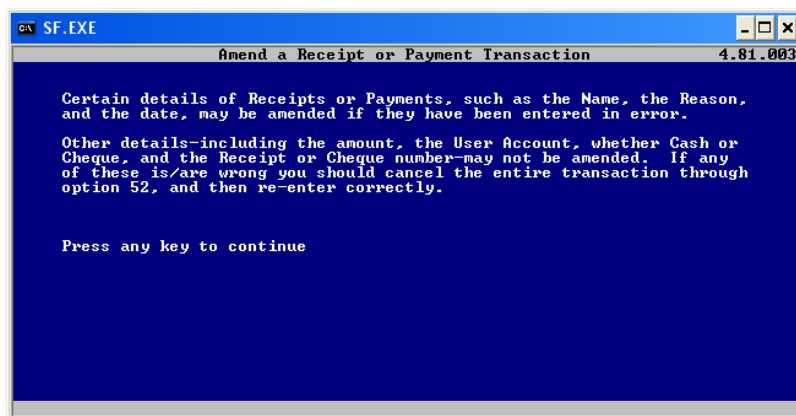 SF.EXE
Amend a Receipt or Payment Transaction 4.81.003
Certain details of Receipts or Payments, such as the Name, the Reason,
and the date, may be amended if they have been entered in error.
Other details-including the amount, the User Account, whether Cash or
Cheque, and the Receipt or Cheque number-may not be amended. If any
of these is/are wrong you should cancel the entire transaction through
option 52, and then re-enter correctly.
Press any key to continue